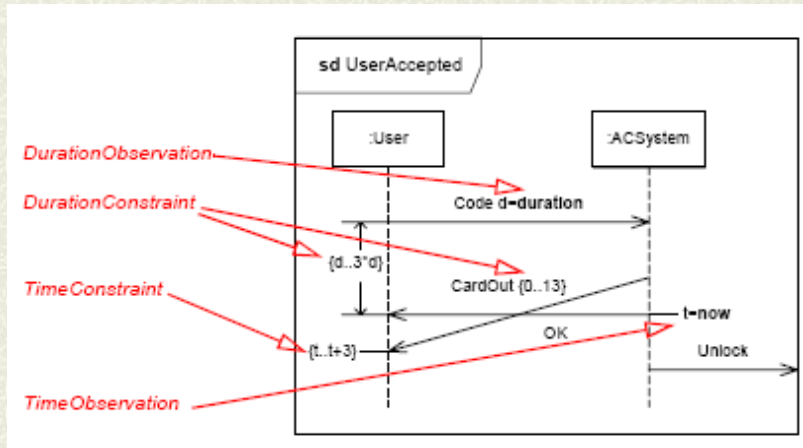 sd UserAccepted
:User
:ACSystem
DurationObservation
DurationConstraint
Code d=duration
{d..3*d}
TimeConstraint
CardOut {0..13}
t=now
OK
{t..t+3}
Unlock
TimeObservation